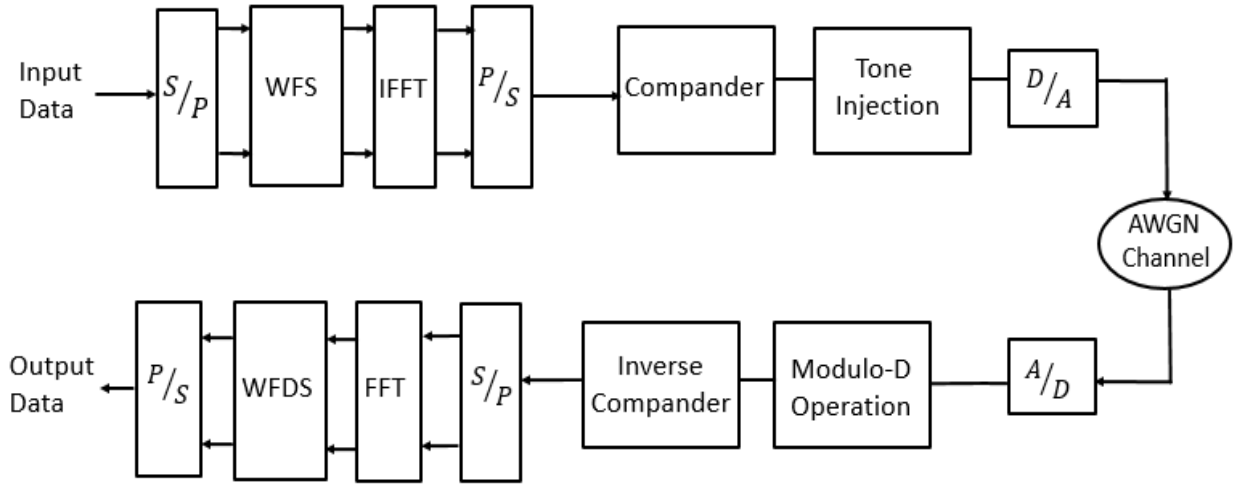 Input
Data
S/P
WFS
IFFT
P/S
Compander
Tone
Injection
D/A
AWGN
Channel
Output
Data
P/S
WFDS
FFT
S/P
Inverse
Compander
Modulo-D
Operation
A/D